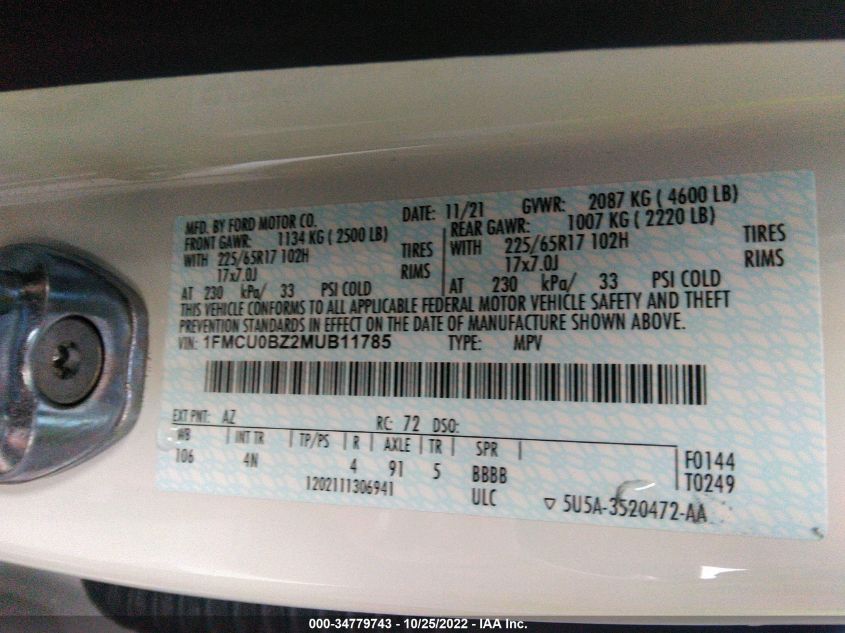 MFD. BY FORD MOTOR CO. DATE: 11/21 GVWR: 2087 KG ( 4600 LB)
FRONT GAWR: 1134 KG ( 2500 LB) REAR GAWR: 1007 KG ( 2220 LB)
WITH 225/65R17 102H TIRES WITH 225/65R17 102H TIRES
17x7.0J RIMS 17x7.0J RIMS
AT 230 kPa/ 33 PSI COLD AT 230 kPa/ 33 PSI COLD
THIS VEHICLE CONFORMS TO ALL APPLICABLE FEDERAL MOTOR VEHICLE SAFETY AND THEFT
PREVENTION STANDARDS IN EFFECT ON THE DATE OF MANUFACTURE SHOWN ABOVE.
VIN: 1FMCU0BZ2MUB11785 TYPE: MPV
EXT PNT: AZ RC: 72 DSO:
WB INT TR TP/PS R AXLE TR SPR
106 4N 4 91 5 BBBB F0144
1202111306941 ULC T0249
▽ 5U5A-3520472-AA
000-34779743 - 10/25/2022 - IAA Inc.